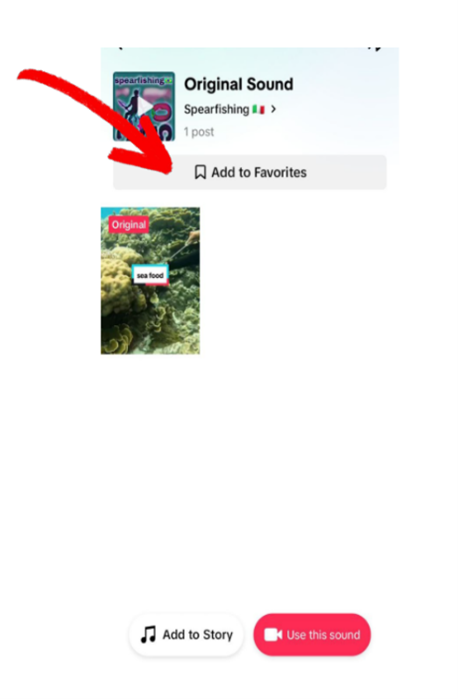 spearfishing
Original Sound
Spearfishing 🇮🇹 >
1 post
Add to Favorites
Original
sea food
Add to Story
Use this sound